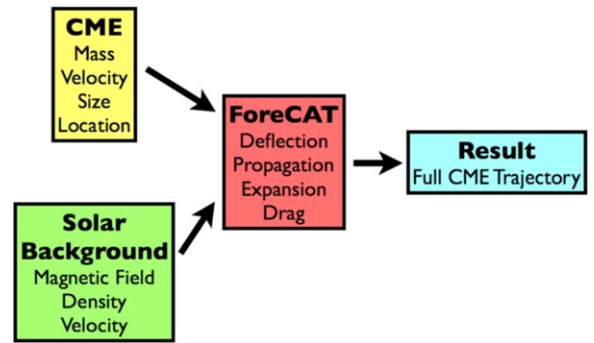 CME
Mass
Velocity
Size
Location
Solar
Background
Magnetic Field
Density
Velocity
ForeCAT
Deflection
Propagation
Expansion
Drag
Result
Full CME Trajectory